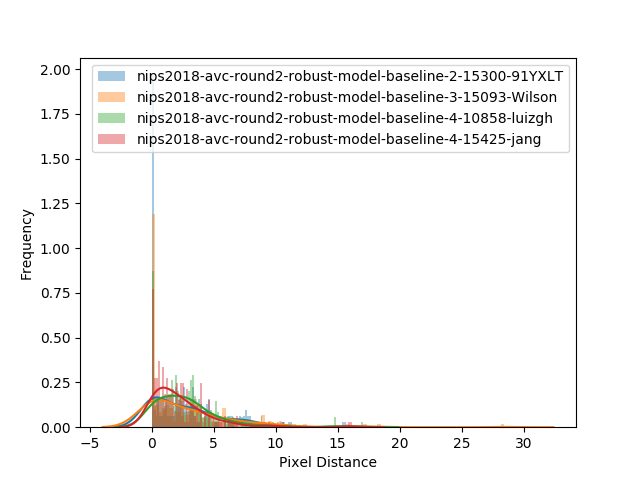 nips2018-avc-round2-robust-model-baseline-2-15300-91YXLT
nips2018-avc-round2-robust-model-baseline-3-15093-Wilson
nips2018-avc-round2-robust-model-baseline-4-10858-luizgh
nips2018-avc-round2-robust-model-baseline-4-15425-jang
2.00
1.75
1.50
1.25
1.00
0.75
0.50
0.25
0.00
Frequency
−5 0 5 10 15 20 25 30
Pixel Distance